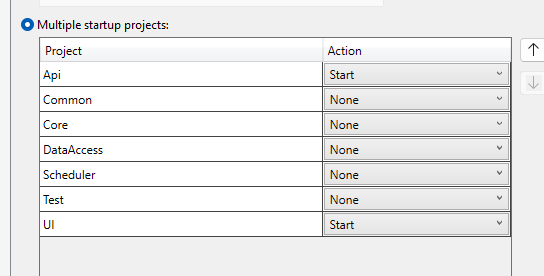 Multiple startup projects:
Project Action
Api Start
Common None
Core None
DataAccess None
Scheduler None
Test None
UI Start